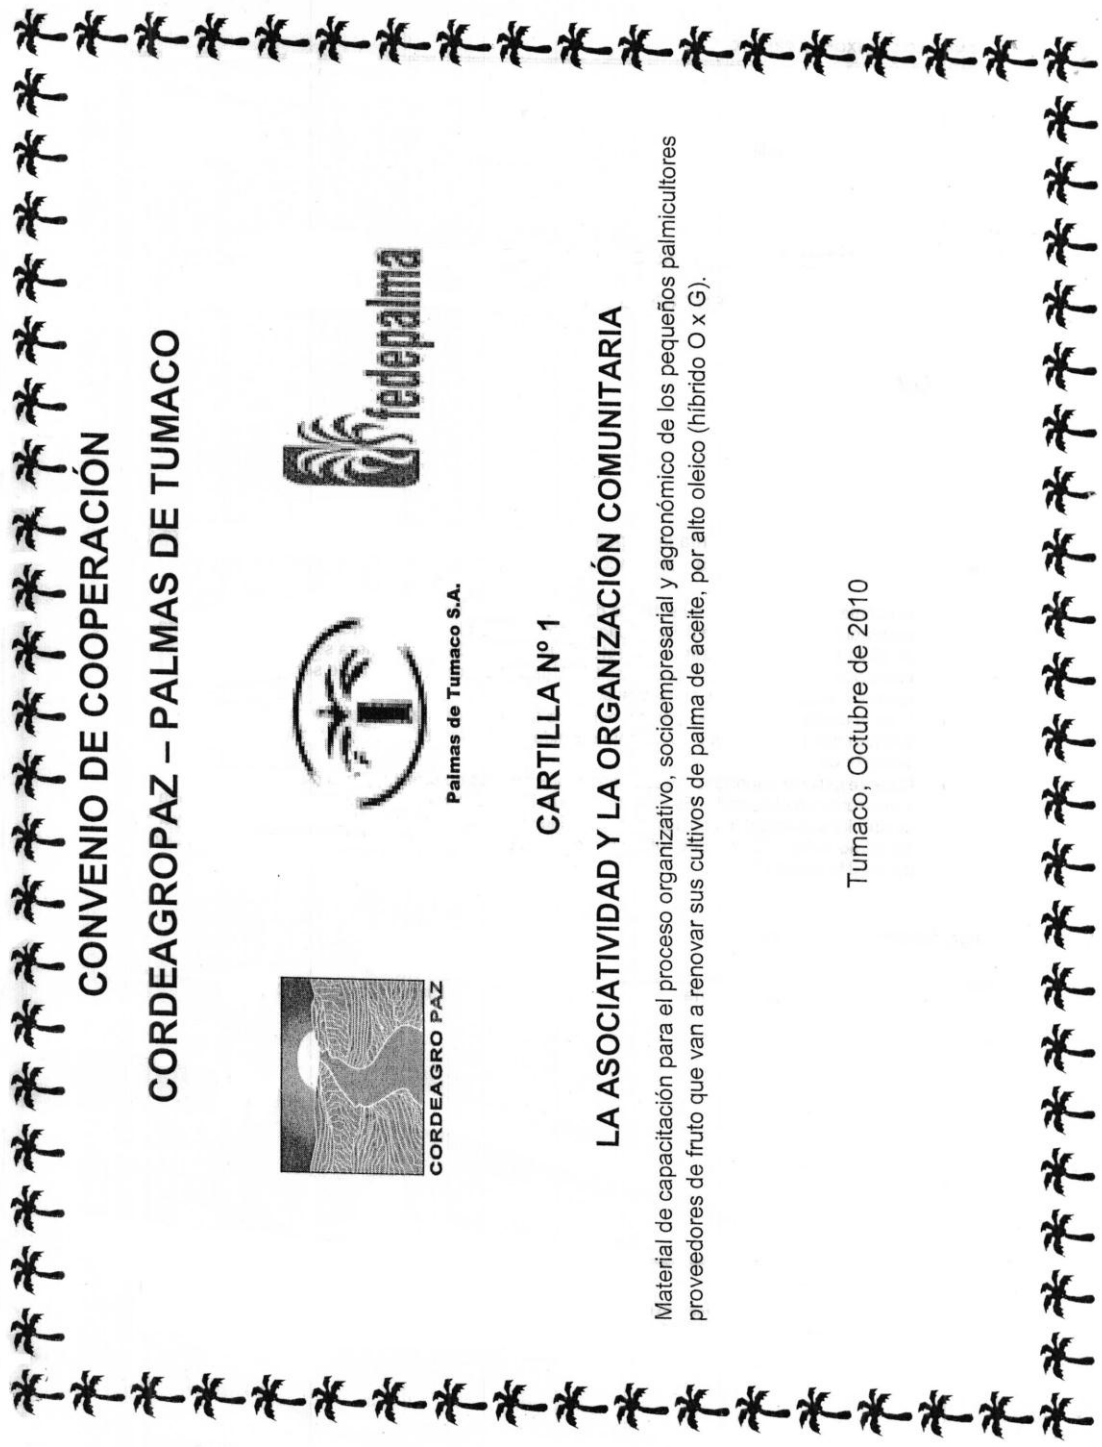 CONVENIO DE COOPERACIÓN
CORDEAGROPAZ – PALMAS DE TUMACO
CORDEAGRO PAZ
Palmas de Tumaco S.A.
fedepalma
CARTILLA Nº 1
LA ASOCIATIVIDAD Y LA ORGANIZACIÓN COMUNITARIA
Material de capacitación para el proceso organizativo, socioempresarial y agronómico de los pequeños palmicultores
proveedores de fruto que van a renovar sus cultivos de palma de aceite, por alto oleico (híbrido O x G).
Tumaco, Octubre de 2010